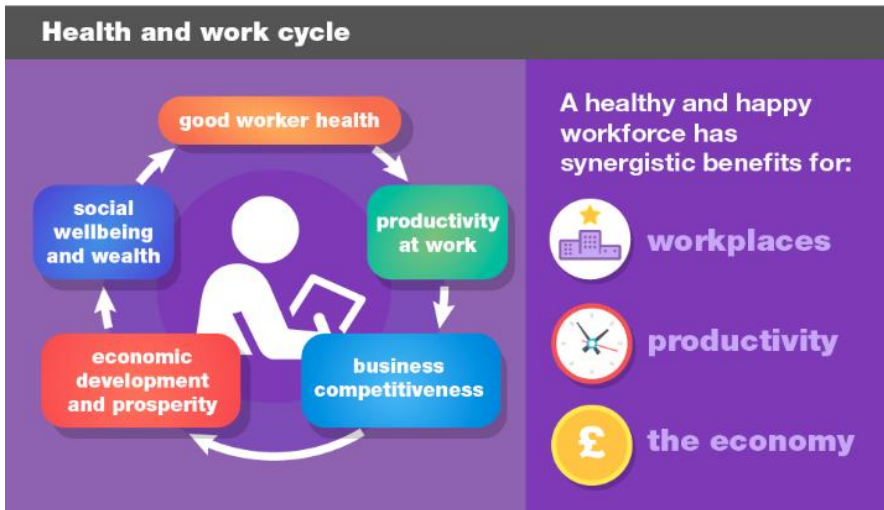 Health and work cycle
good worker health
productivity
at work
business
competitiveness
economic
development
and prosperity
social
wellbeing
and wealth
A healthy and happy
workforce has
synergistic benefits for:
workplaces
productivity
£
the economy